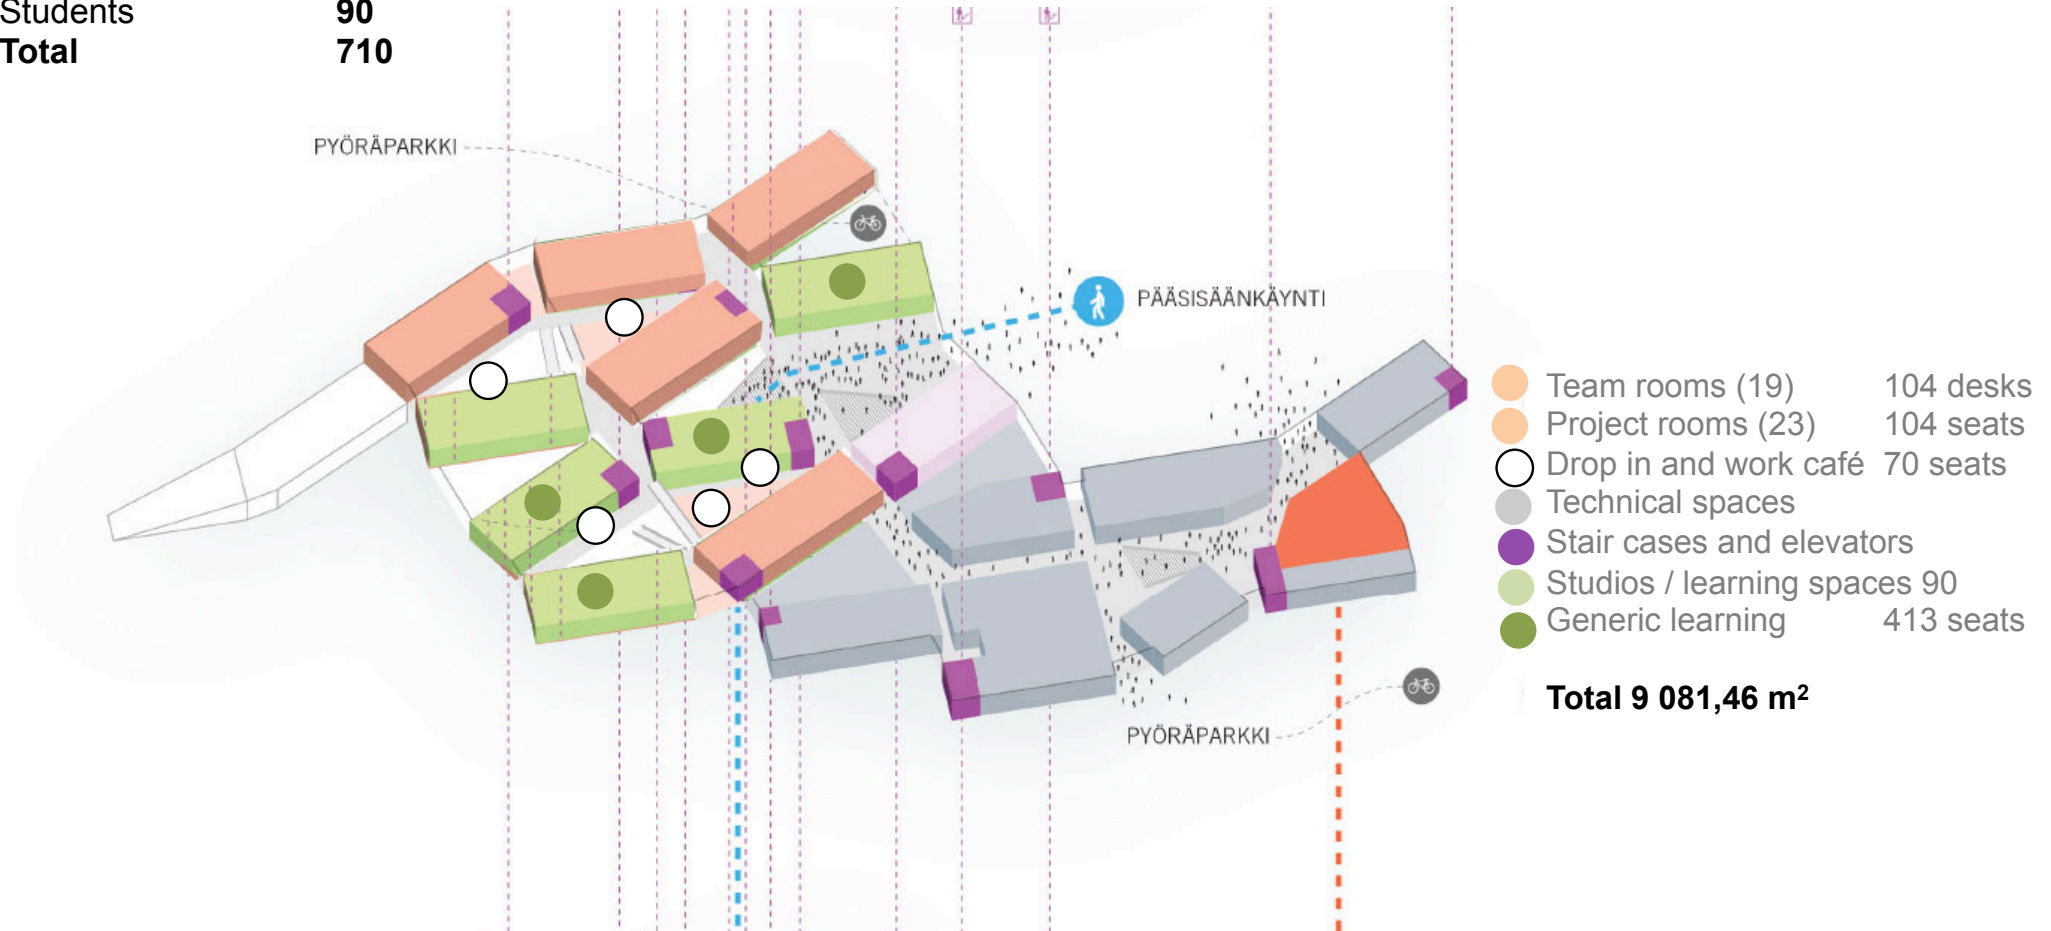 Students 90
Total 710
PYÖRÄPARKKI
PÄÄSISÄÄNKÄYNTI
Team rooms (19) 104 desks
Project rooms (23) 104 seats
Drop in and work café 70 seats
Technical spaces
Stair cases and elevators
Studios / learning spaces 90
Generic learning 413 seats
Total 9 081,46 m²
PYÖRÄPARKKI